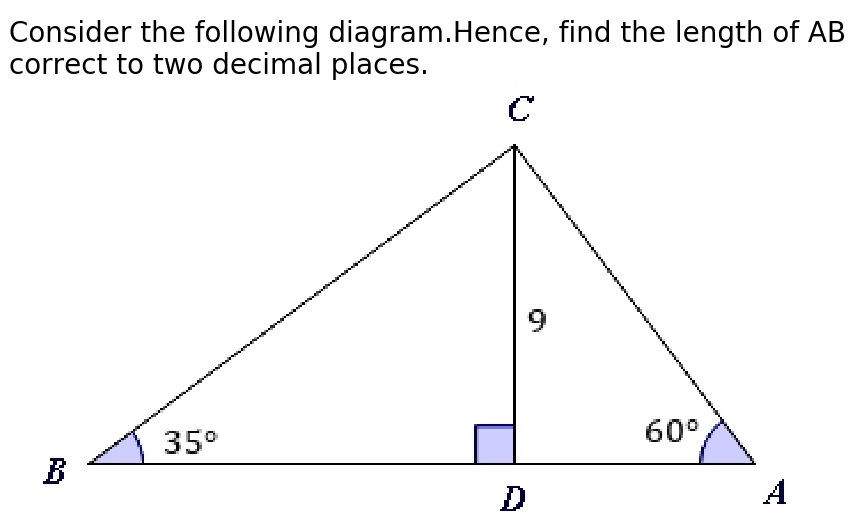 Consider the following diagram.Hence, find the length of AB
correct to two decimal places.
C
9
35°
60°
B
D
A